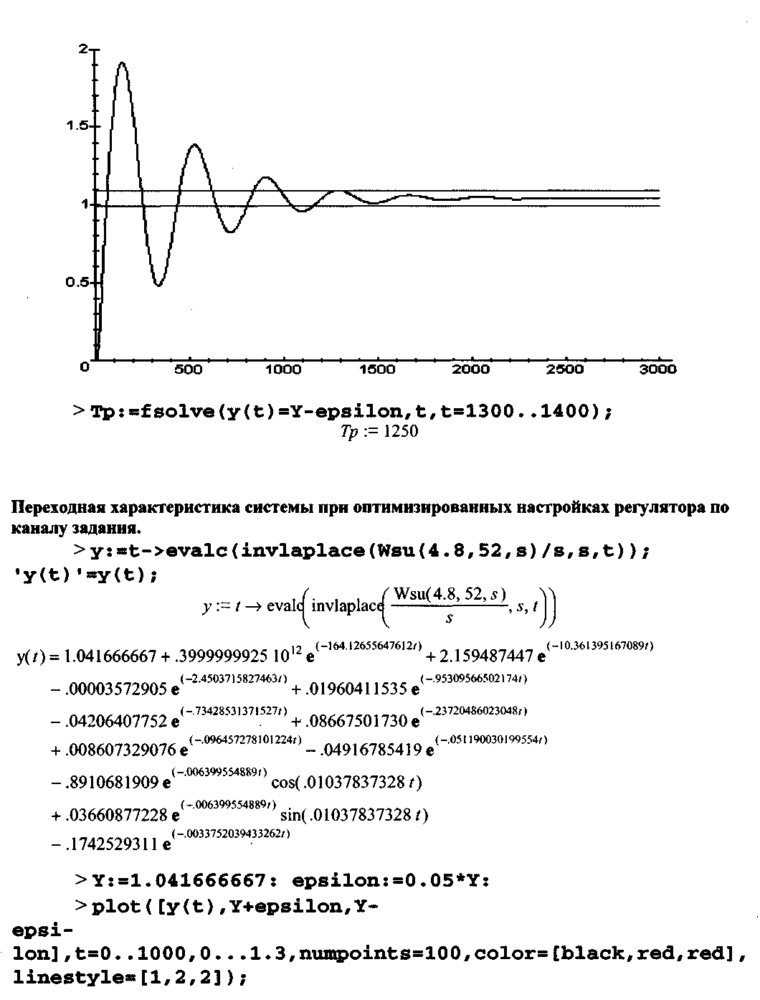 2
1.5
1
0.5
0 500 1000 1500 2000 2500 3000
> Tp:=fsolve(y(t)=Y-epsilon,t,t=1300..1400);
Tp := 1250
Переходная характеристика системы при оптимизированных настройках регулятора по
каналу задания.
> y:=t->evalc(invlaplace(Wsu(4.8,52,s)/s,s,t));
'y(t)'=y(t);
y := t → evalc( invlaplace( Wsu(4.8, 52, s) / s , s, t ) )
y(t) = 1.041666667 + .3999999925 10^12 e^(−164.12655647612t) + 2.159487447 e^(−10.361395167089t)
− .00003572905 e^(−2.4503715827463t) + .01960411535 e^(−.95309566502174t)
− .04206407752 e^(−.73428531371527t) + .08667501730 e^(−.23720486023048t)
+ .008607329076 e^(−.096457278101224t) − .04916785419 e^(−.051190030199554t)
− .8910681909 e^(−.006399554889t) cos(.01037837328 t)
+ .03660877228 e^(−.006399554889t) sin(.01037837328 t)
− .1742529311 e^(−.0033752039433262t)
> Y:=1.041666667: epsilon:=0.05*Y:
> plot([y(t),Y+epsilon,Y-
epsi-
lon],t=0..1000,0...1.3,numpoints=100,color=[black,red,red],
linestyle=[1,2,2]);